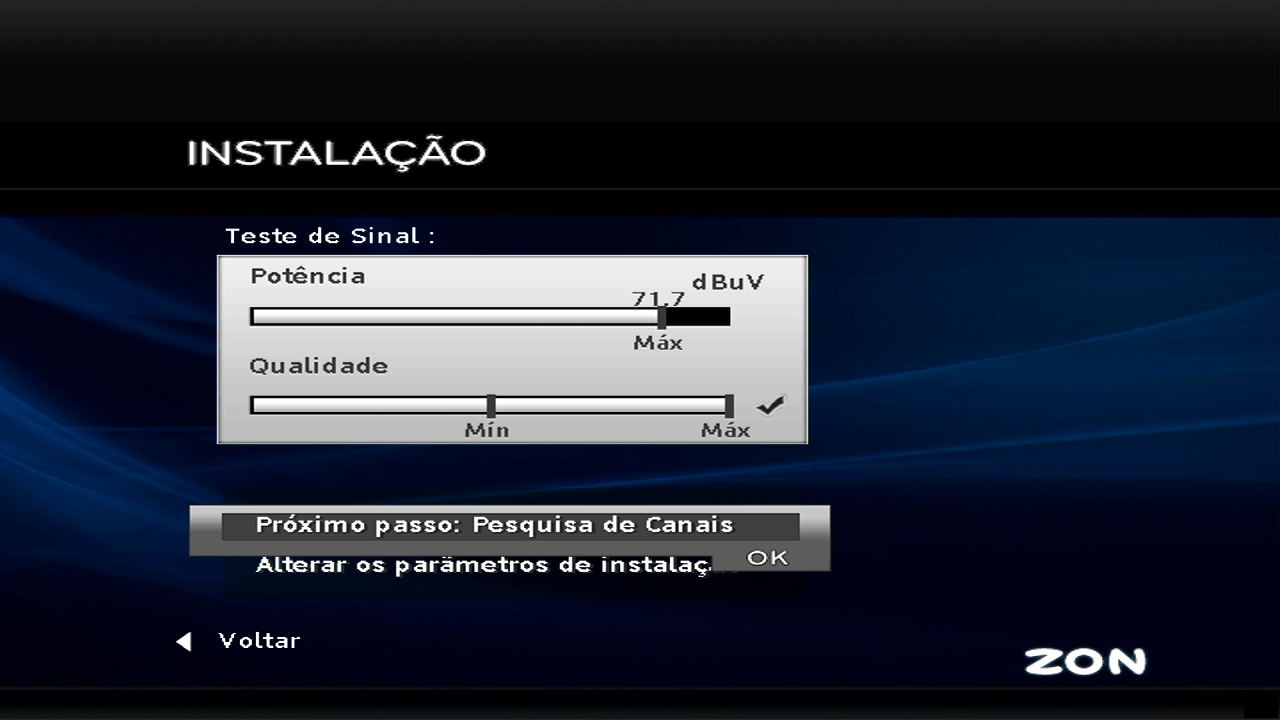 INSTALAÇÃO
Teste de Sinal :
Potência
dBuV
71,7
Máx
Qualidade
Mín
Máx
Próximo passo: Pesquisa de Canais
OK
Alterar os parâmetros de
Voltar
ZON